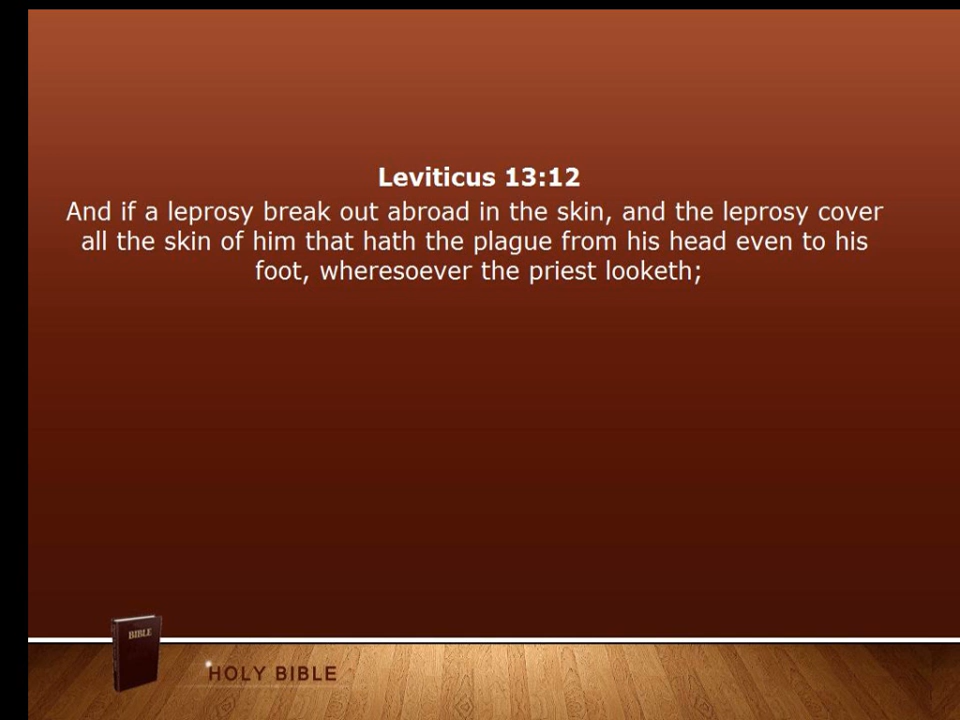 Leviticus 13:12
And if a leprosy break out abroad in the skin, and the leprosy cover
all the skin of him that hath the plague from his head even to his
foot, wheresoever the priest looketh;
BIBLE
HOLY BIBLE